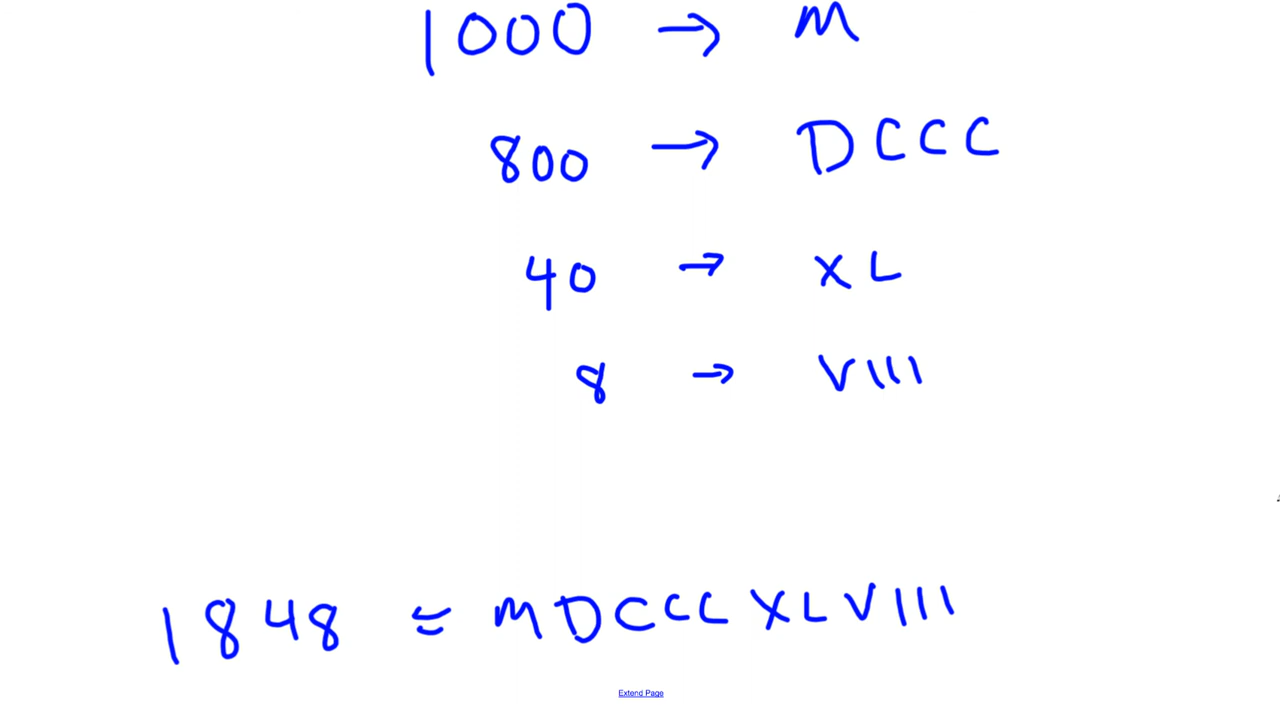 1000 → M
800 → DCCC
40 → XL
8 → VIII
1848 = MDCCCXLVIII
Extend Page